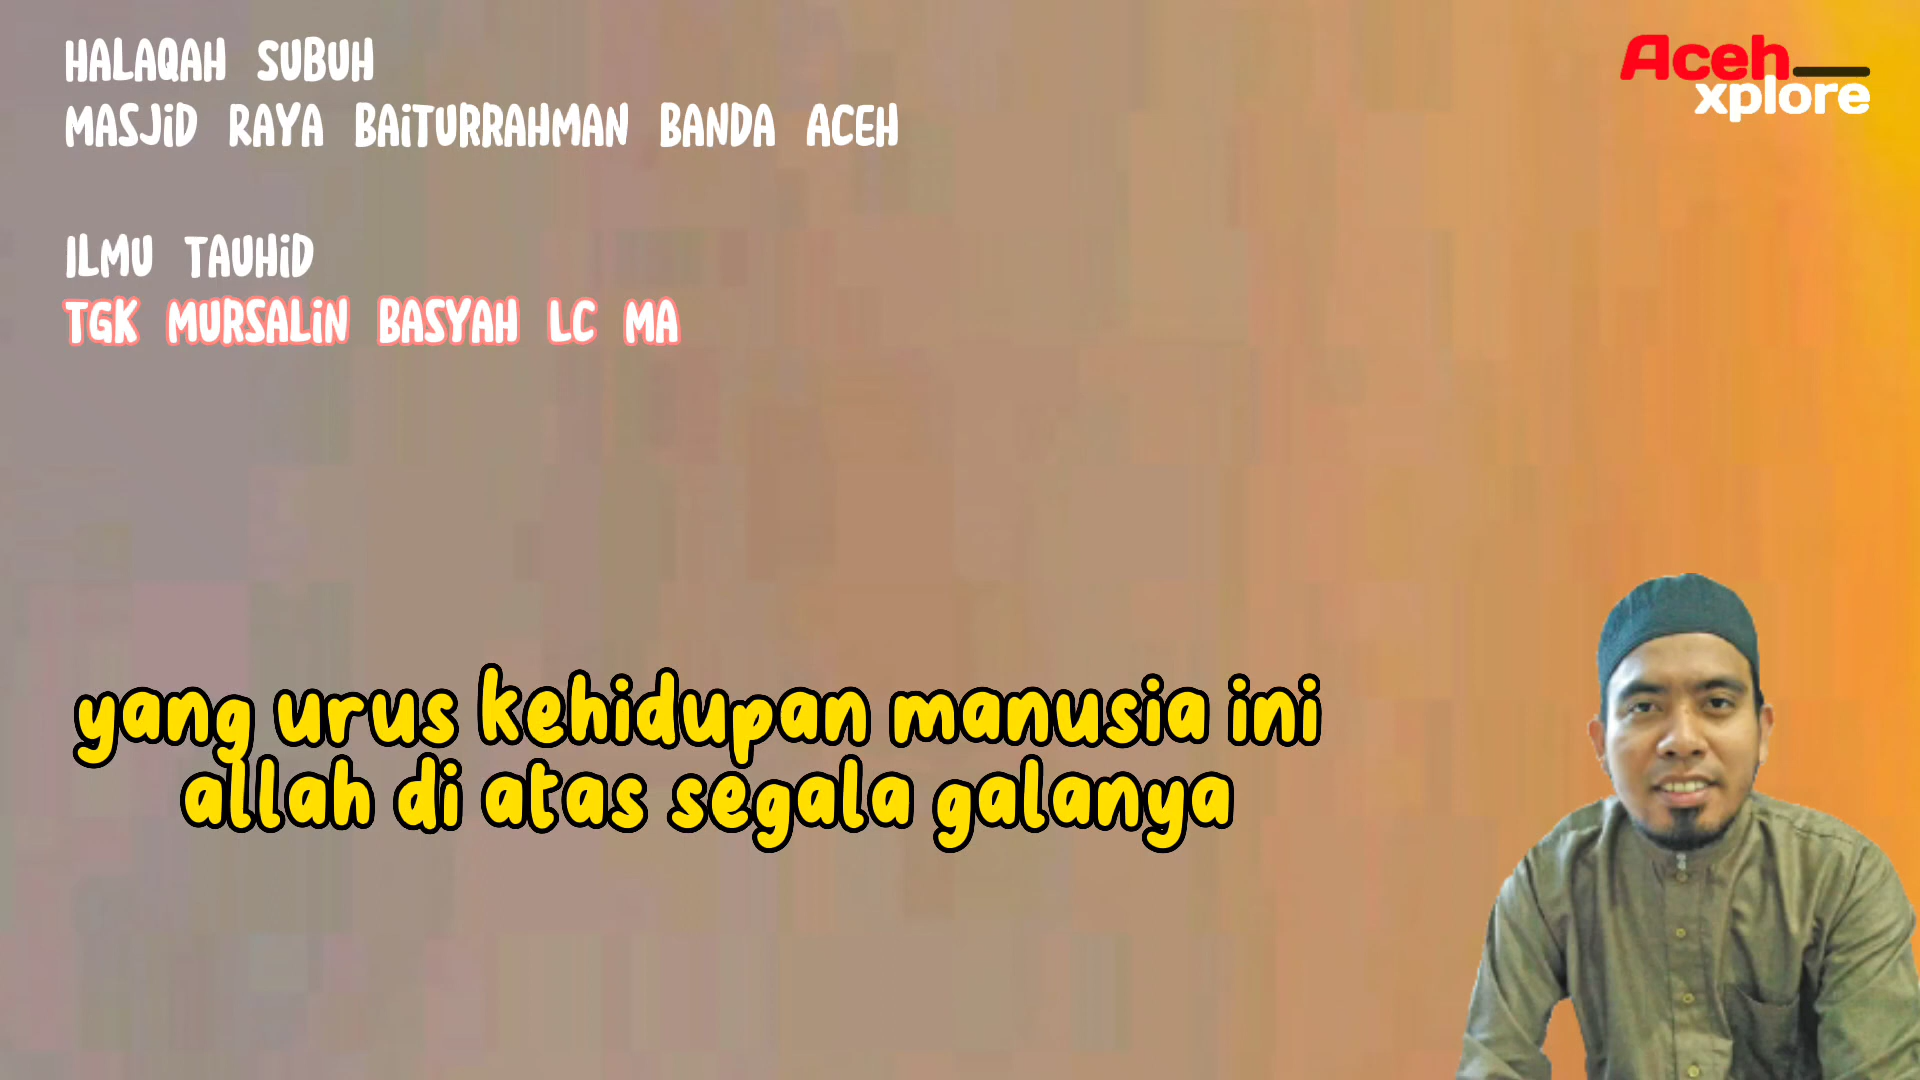 HALAQAH SUBUH
MASJiD RAYA BAiTURRAHMAN BANDA ACEH
ILMU TAUHiD
TGK MURSALiN BASYAH LC MA
Aceh
xplore
yang urus kehidupan manusia ini
allah di atas segala galanya